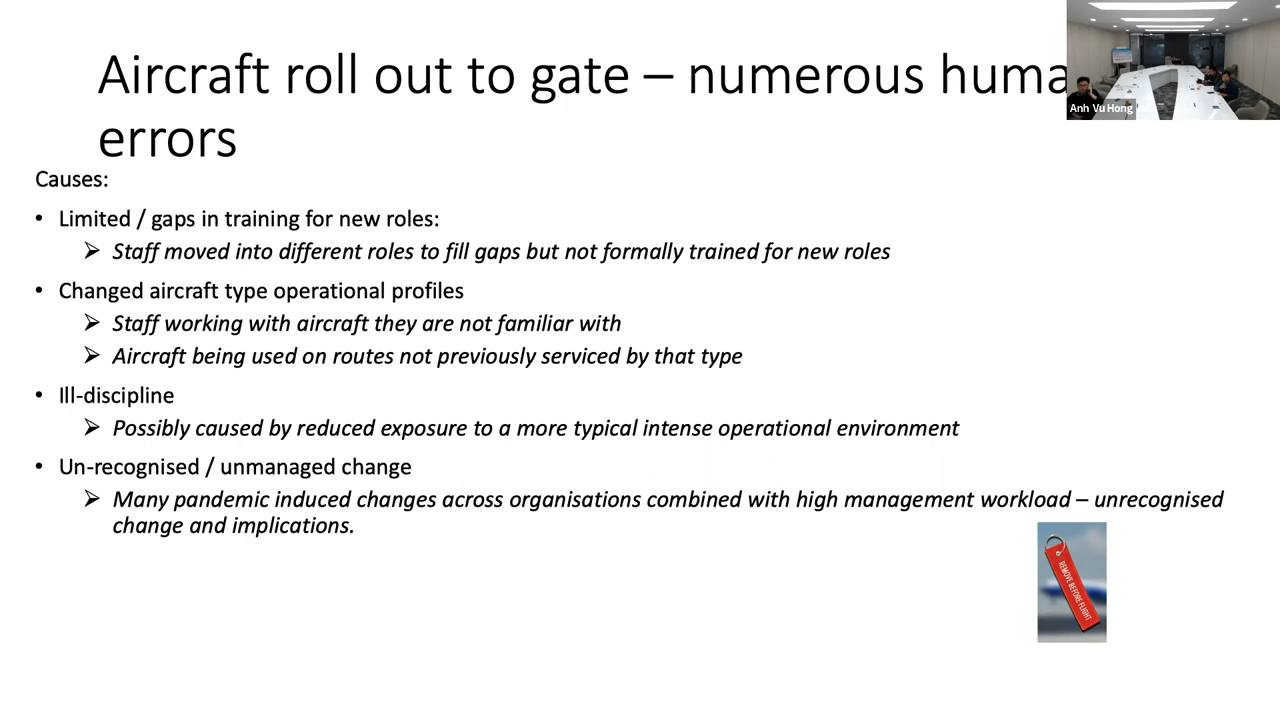 Aircraft roll out to gate – numerous huma
errors
Anh Vu Hong
Causes:
• Limited / gaps in training for new roles:
➢ Staff moved into different roles to fill gaps but not formally trained for new roles
• Changed aircraft type operational profiles
➢ Staff working with aircraft they are not familiar with
➢ Aircraft being used on routes not previously serviced by that type
• Ill-discipline
➢ Possibly caused by reduced exposure to a more typical intense operational environment
• Un-recognised / unmanaged change
➢ Many pandemic induced changes across organisations combined with high management workload – unrecognised
change and implications.
REMOVE BEFORE FLIGHT